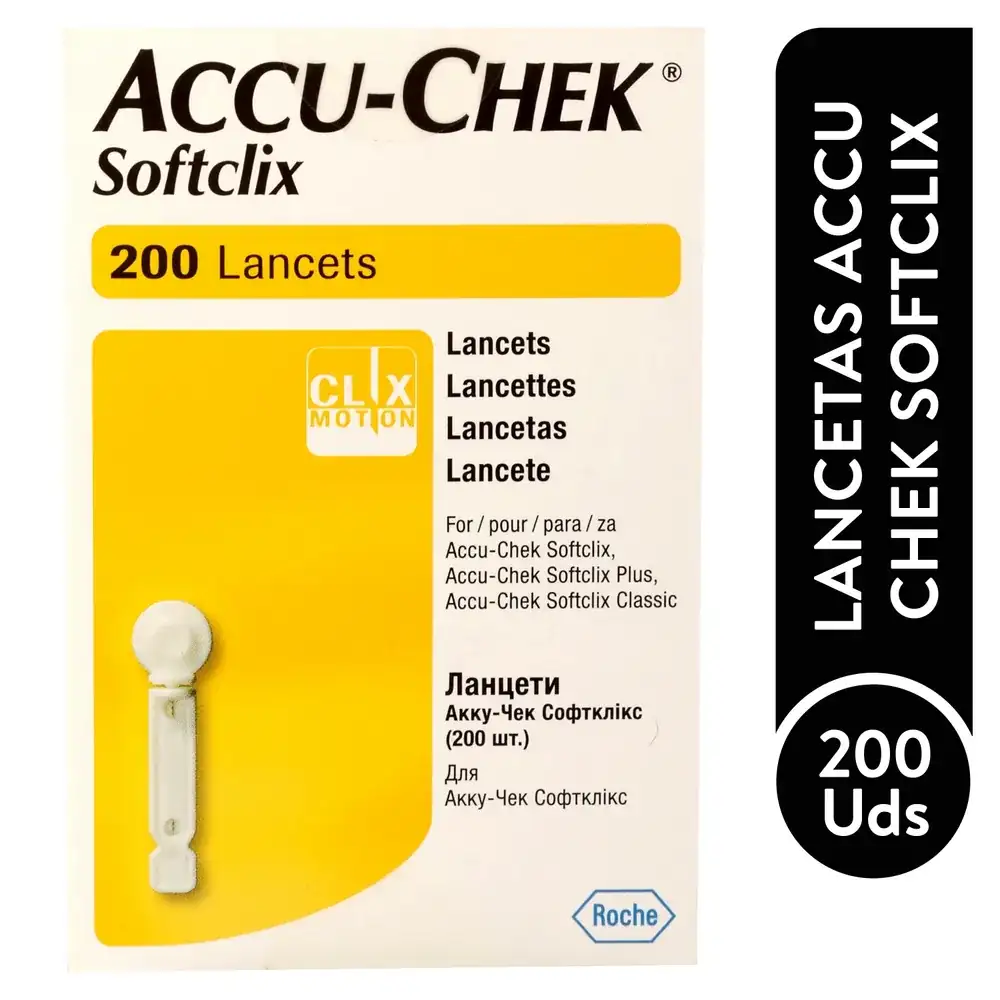 ACCU-CHEK®
Softclix
200 Lancets
CLIX
MOTION
Lancets
Lancettes
Lancetas
Lancete
For / pour / para / za
Accu-Chek Softclix,
Accu-Chek Softclix Plus,
Accu-Chek Softclix Classic
Ланцети
Акку-Чек Софтклікс
(200 шт.)
Для
Акку-Чек Софтклікс
Roche
LANCETAS ACCU
CHEK SOFTCLIX
200
Uds